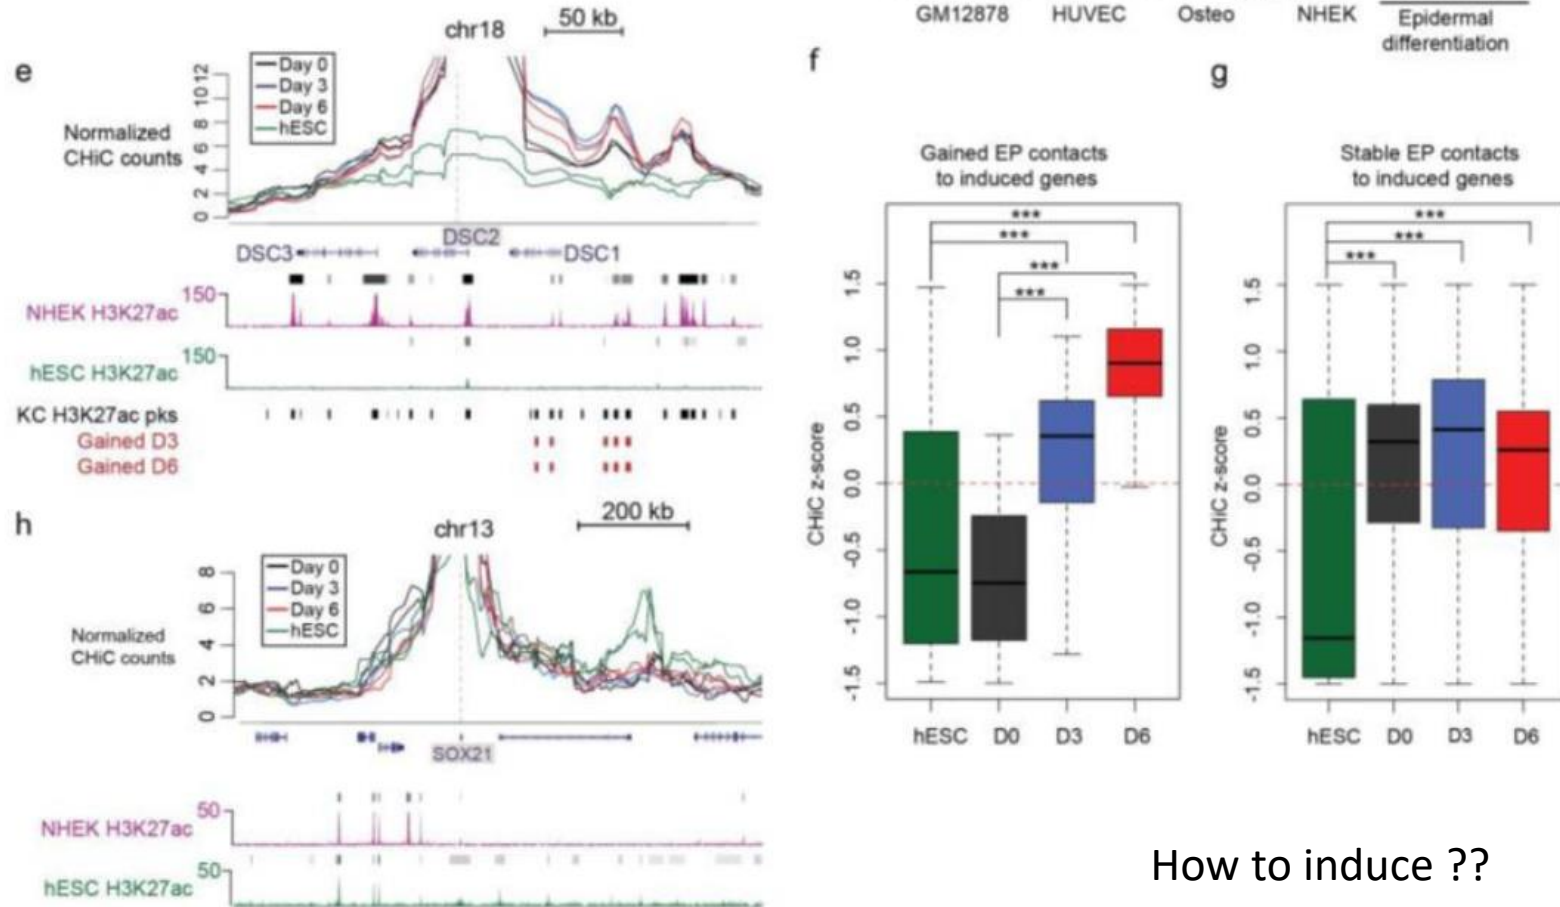 GM12878
HUVEC
Osteo
NHEK
Epidermal
differentiation
e
chr18
50 kb
Day 0
Day 3
Day 6
hESC
Normalized
CHiC counts
12
10
8
6
4
2
0
DSC3
DSC2
DSC1
150
NHEK H3K27ac
150
hESC H3K27ac
KC H3K27ac pks
Gained D3
Gained D6
f
Gained EP contacts
to induced genes
***
***
***
***
CHiC z-score
1.5
1.0
0.5
0.0
-0.5
-1.0
-1.5
hESC
D0
D3
D6
g
Stable EP contacts
to induced genes
***
***
***
CHiC z-score
1.5
1.0
0.5
0.0
-0.5
-1.0
-1.5
hESC
D0
D3
D6
h
chr13
200 kb
Day 0
Day 3
Day 6
hESC
Normalized
CHiC counts
8
6
4
2
0
SOX21
50
NHEK H3K27ac
50
hESC H3K27ac
How to induce ??